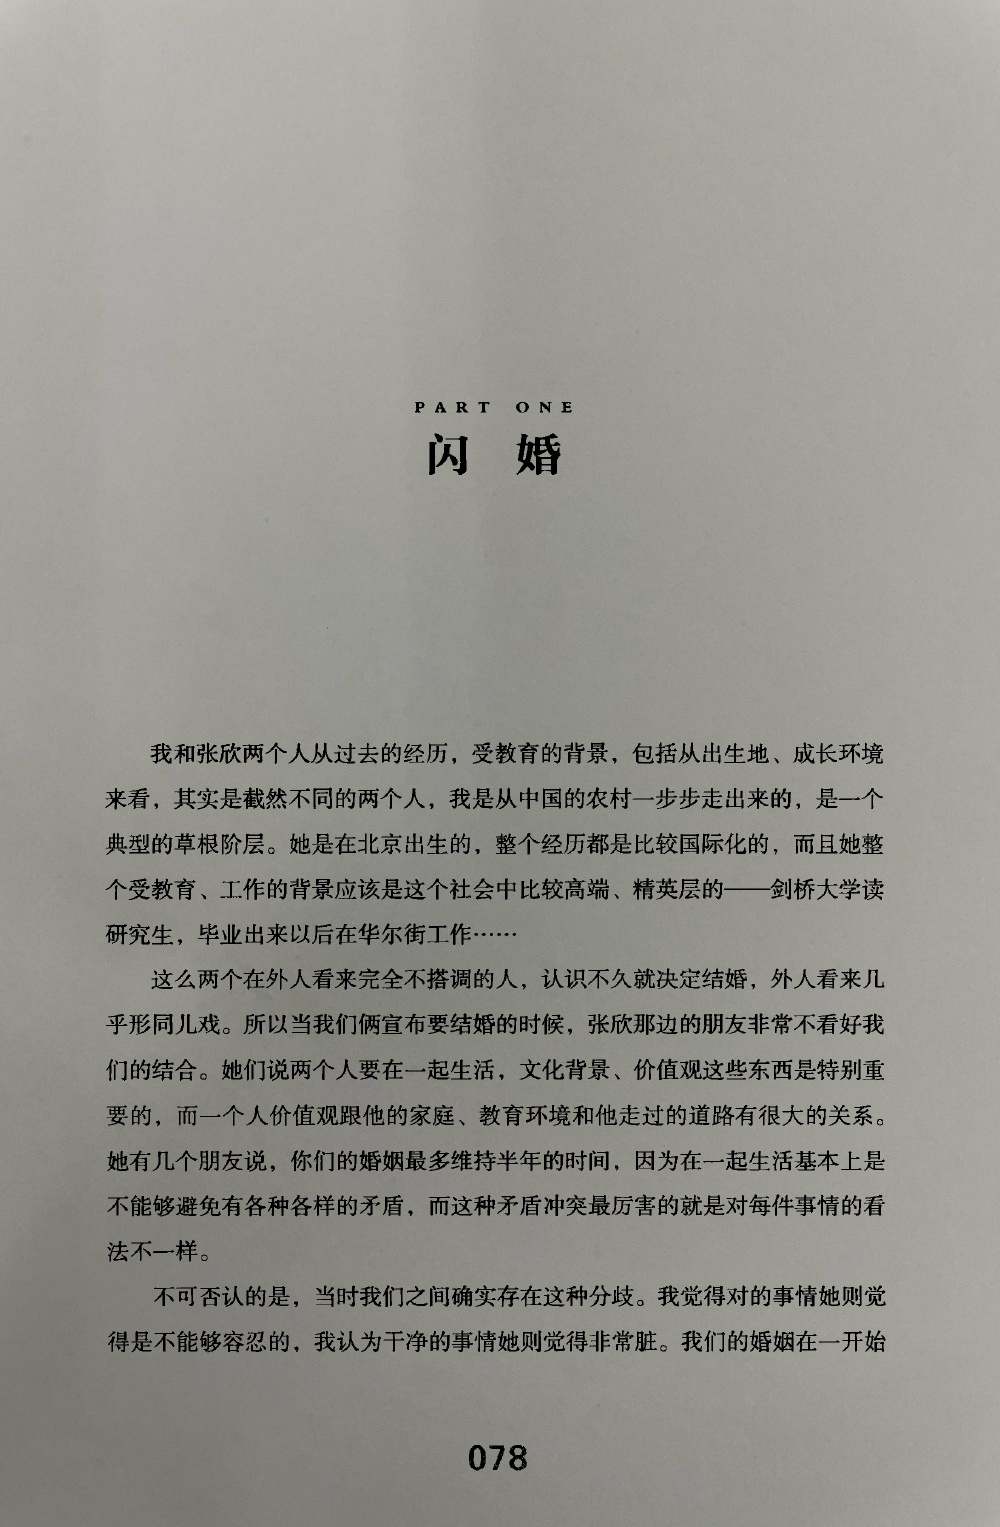 PART ONE
闪 婚
我和张欣两个人从过去的经历，受教育的背景，包括从出生地、成长环境
来看，其实是截然不同的两个人，我是从中国的农村一步步走出来的，是一个
典型的草根阶层。她是在北京出生的，整个经历都是比较国际化的，而且她整
个受教育、工作的背景应该是这个社会中比较高端、精英层的——剑桥大学读
研究生，毕业出来以后在华尔街工作……
这么两个在外人看来完全不搭调的人，认识不久就决定结婚，外人看来几
乎形同儿戏。所以当我们俩宣布要结婚的时候，张欣那边的朋友非常不看好我
们的结合。她们说两个人要在一起生活，文化背景、价值观这些东西是特别重
要的，而一个人价值观跟他的家庭、教育环境和他走过的道路有很大的关系。
她有几个朋友说，你们的婚姻最多维持半年的时间，因为在一起生活基本上是
不能够避免有各种各样的矛盾，而这种矛盾冲突最厉害的就是对每件事情的看
法不一样。
不可否认的是，当时我们之间确实存在这种分歧。我觉得对的事情她则觉
得是不能够容忍的，我认为干净的事情她则觉得非常脏。我们的婚姻在一开始
078